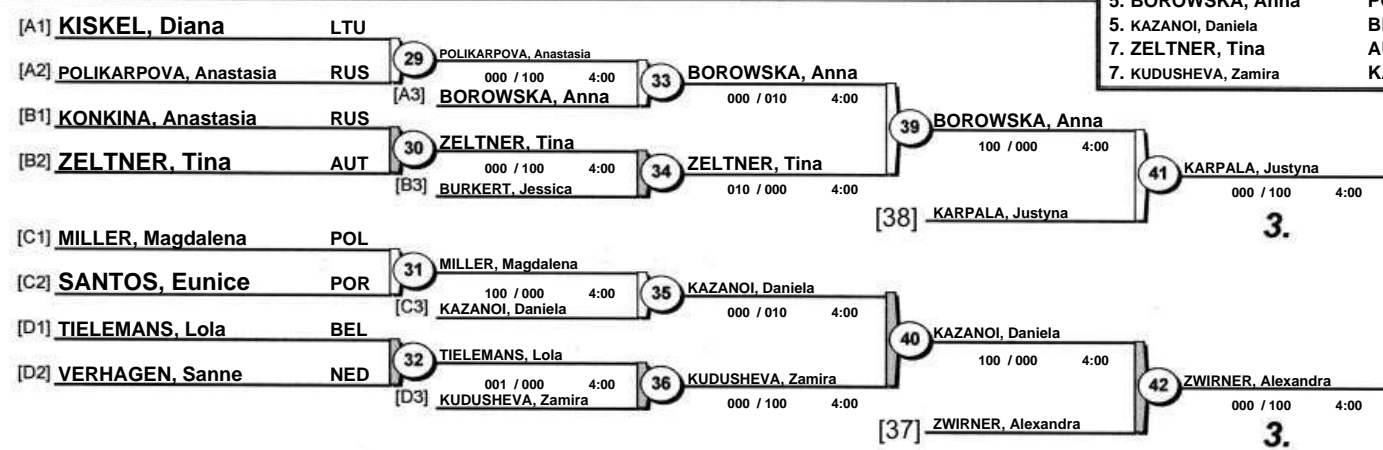 5. BOROWSKA, Anna
5. KAZANOI, Daniela
7. ZELTNER, Tina
7. KUDUSHEVA, Zamira
[A1] KISKEL, Diana LTU
[A2] POLIKARPOVA, Anastasia RUS
[B1] KONKINA, Anastasia RUS
[B2] ZELTNER, Tina AUT
[C1] MILLER, Magdalena POL
[C2] SANTOS, Eunice POR
[D1] TIELEMANS, Lola BEL
[D2] VERHAGEN, Sanne NED
29
POLIKARPOVA, Anastasia
000 / 100 4:00
[A3] BOROWSKA, Anna
30
ZELTNER, Tina
000 / 100 4:00
[B3] BURKERT, Jessica
31
MILLER, Magdalena
100 / 000 4:00
[C3] KAZANOI, Daniela
32
TIELEMANS, Lola
001 / 000 4:00
[D3] KUDUSHEVA, Zamira
33
BOROWSKA, Anna
000 / 010 4:00
34
ZELTNER, Tina
010 / 000 4:00
35
KAZANOI, Daniela
000 / 010 4:00
36
KUDUSHEVA, Zamira
000 / 100 4:00
39
BOROWSKA, Anna
100 / 000 4:00
[38] KARPALA, Justyna
40
KAZANOI, Daniela
100 / 000 4:00
[37] ZWIRNER, Alexandra
41
KARPALA, Justyna
000 / 100 4:00
3.
42
ZWIRNER, Alexandra
000 / 100 4:00
3.